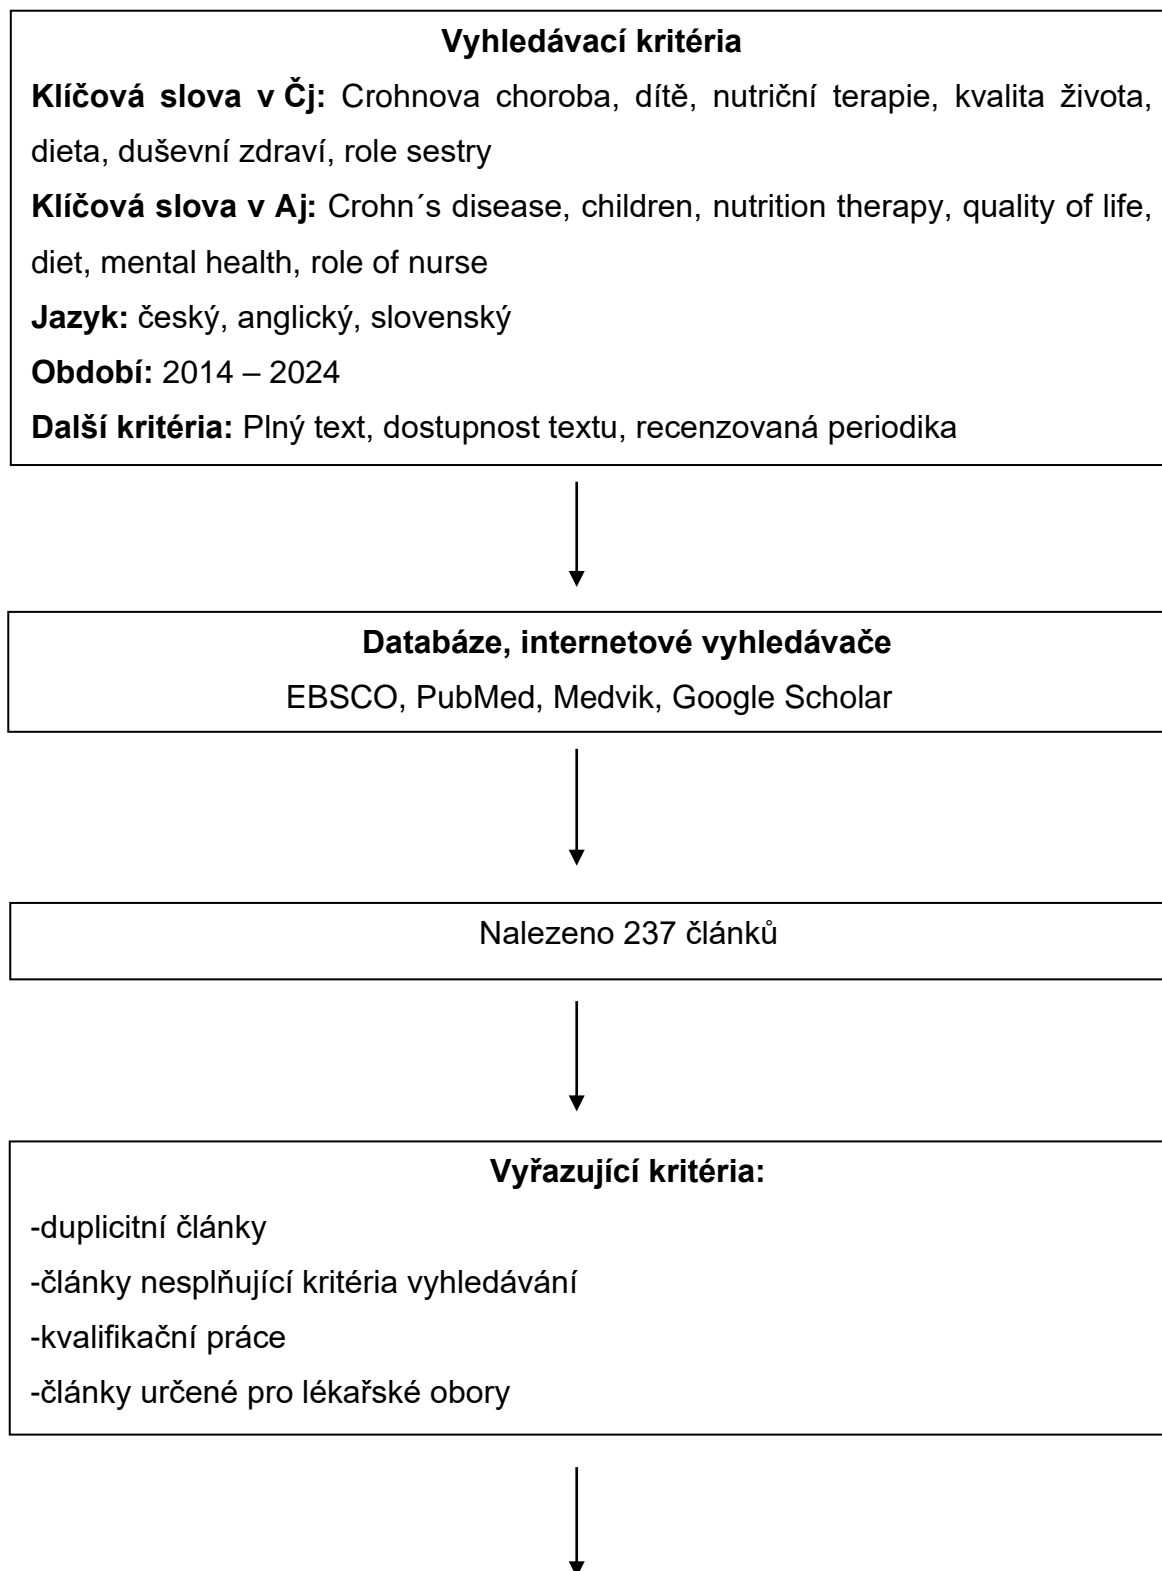 Vyhledávací kritéria
Klíčová slova v Čj: Crohnova choroba, dítě, nutriční terapie, kvalita života,
dieta, duševní zdraví, role sestry
Klíčová slova v Aj: Crohn´s disease, children, nutrition therapy, quality of life,
diet, mental health, role of nurse
Jazyk: český, anglický, slovenský
Období: 2014 – 2024
Další kritéria: Plný text, dostupnost textu, recenzovaná periodika
Databáze, internetové vyhledávače
EBSCO, PubMed, Medvik, Google Scholar
Nalezeno 237 článků
Vyřazující kritéria:
-duplicitní články
-články nesplňující kritéria vyhledávání
-kvalifikační práce
-články určené pro lékařské obory